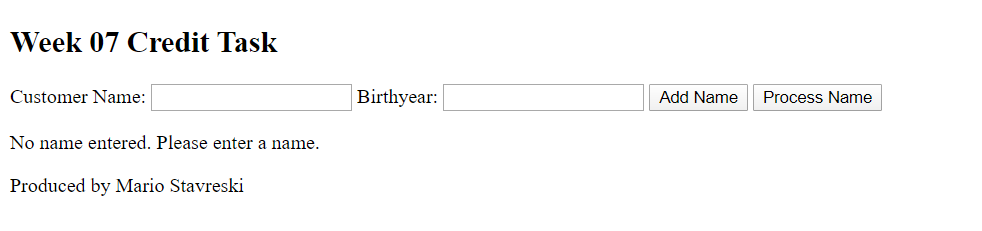 Week 07 Credit Task
Customer Name: Birthyear: Add Name Process Name
No name entered. Please enter a name.
Produced by Mario Stavreski